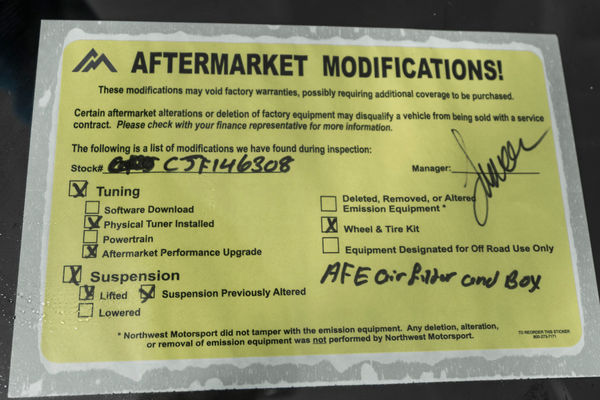 AFTERMARKET MODIFICATIONS!
These modifications may void factory warranties, possibly requiring additional coverage to be purchased.
Certain aftermarket alterations or deletion of factory equipment may disqualify a vehicle from being sold with a service
contract. Please check with your finance representative for more information.
The following is a list of modifications we have found during inspection:
Stock# CJF146308
Manager:
X Tuning
Software Download
X Physical Tuner Installed
Powertrain
X Aftermarket Performance Upgrade
X Suspension
X Lifted X Suspension Previously Altered
Lowered
Deleted, Removed, or Altered
Emission Equipment *
X Wheel & Tire Kit
Equipment Designated for Off Road Use Only
AFE air filter and Box
* Northwest Motorsport did not tamper with the emission equipment. Any deletion, alteration,
or removal of emission equipment was not performed by Northwest Motorsport.
TO REORDER THIS STICKER
800-273-7171